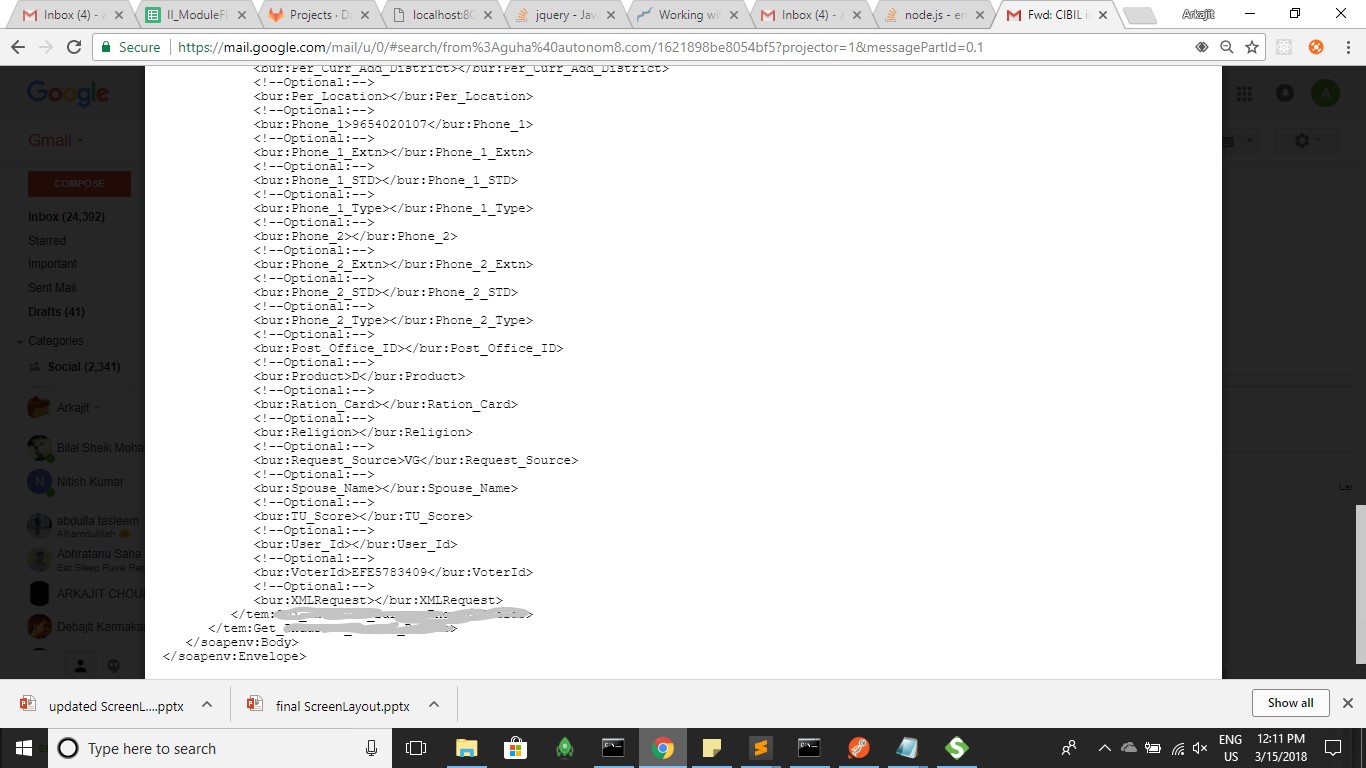 Inbox (4) - a
II_ModuleFl
Projects · Da
localhost:80
jquery - Jav
Working wi
Inbox (4) - a
node.js - en
Fwd: CIBIL i
Arkajit
Secure
https://mail.google.com/mail/u/0/#search/from%3Aguha%40autonom8.com/1621898be8054bf5?projector=1&messagePartId=0.1
Google
Gmail
COMPOSE
Inbox (24,392)
Starred
Important
Sent Mail
Drafts (41)
Categories
Social (2,341)
Arkajit
Bilal Sheik Moha
Nitish Kumar
abdulla tasleem
Alhamdulillah
Abhratanu Saha
Eat Sleep Rave Rep
ARKAJIT CHOU
Debajit Karmaka
A
<bur:Per_Curr_Add_District></bur:Per_Curr_Add_District>
<!--Optional:-->
<bur:Per_Location></bur:Per_Location>
<!--Optional:-->
<bur:Phone_1>9654020107</bur:Phone_1>
<!--Optional:-->
<bur:Phone_1_Extn></bur:Phone_1_Extn>
<!--Optional:-->
<bur:Phone_1_STD></bur:Phone_1_STD>
<!--Optional:-->
<bur:Phone_1_Type></bur:Phone_1_Type>
<!--Optional:-->
<bur:Phone_2></bur:Phone_2>
<!--Optional:-->
<bur:Phone_2_Extn></bur:Phone_2_Extn>
<!--Optional:-->
<bur:Phone_2_STD></bur:Phone_2_STD>
<!--Optional:-->
<bur:Phone_2_Type></bur:Phone_2_Type>
<!--Optional:-->
<bur:Post_Office_ID></bur:Post_Office_ID>
<!--Optional:-->
<bur:Product>D</bur:Product>
<!--Optional:-->
<bur:Ration_Card></bur:Ration_Card>
<!--Optional:-->
<bur:Religion></bur:Religion>
<!--Optional:-->
<bur:Request_Source>VG</bur:Request_Source>
<!--Optional:-->
<bur:Spouse_Name></bur:Spouse_Name>
<!--Optional:-->
<bur:TU_Score></bur:TU_Score>
<!--Optional:-->
<bur:User_Id></bur:User_Id>
<!--Optional:-->
<bur:VoterId>EFE5783409</bur:VoterId>
<!--Optional:-->
<bur:XMLRequest></bur:XMLRequest>
</tem:
</tem:Get_
</soapenv:Body>
</soapenv:Envelope>
La
updated ScreenL....pptx
final ScreenLayout.pptx
Show all
Type here to search
ENG
US
12:11 PM
3/15/2018